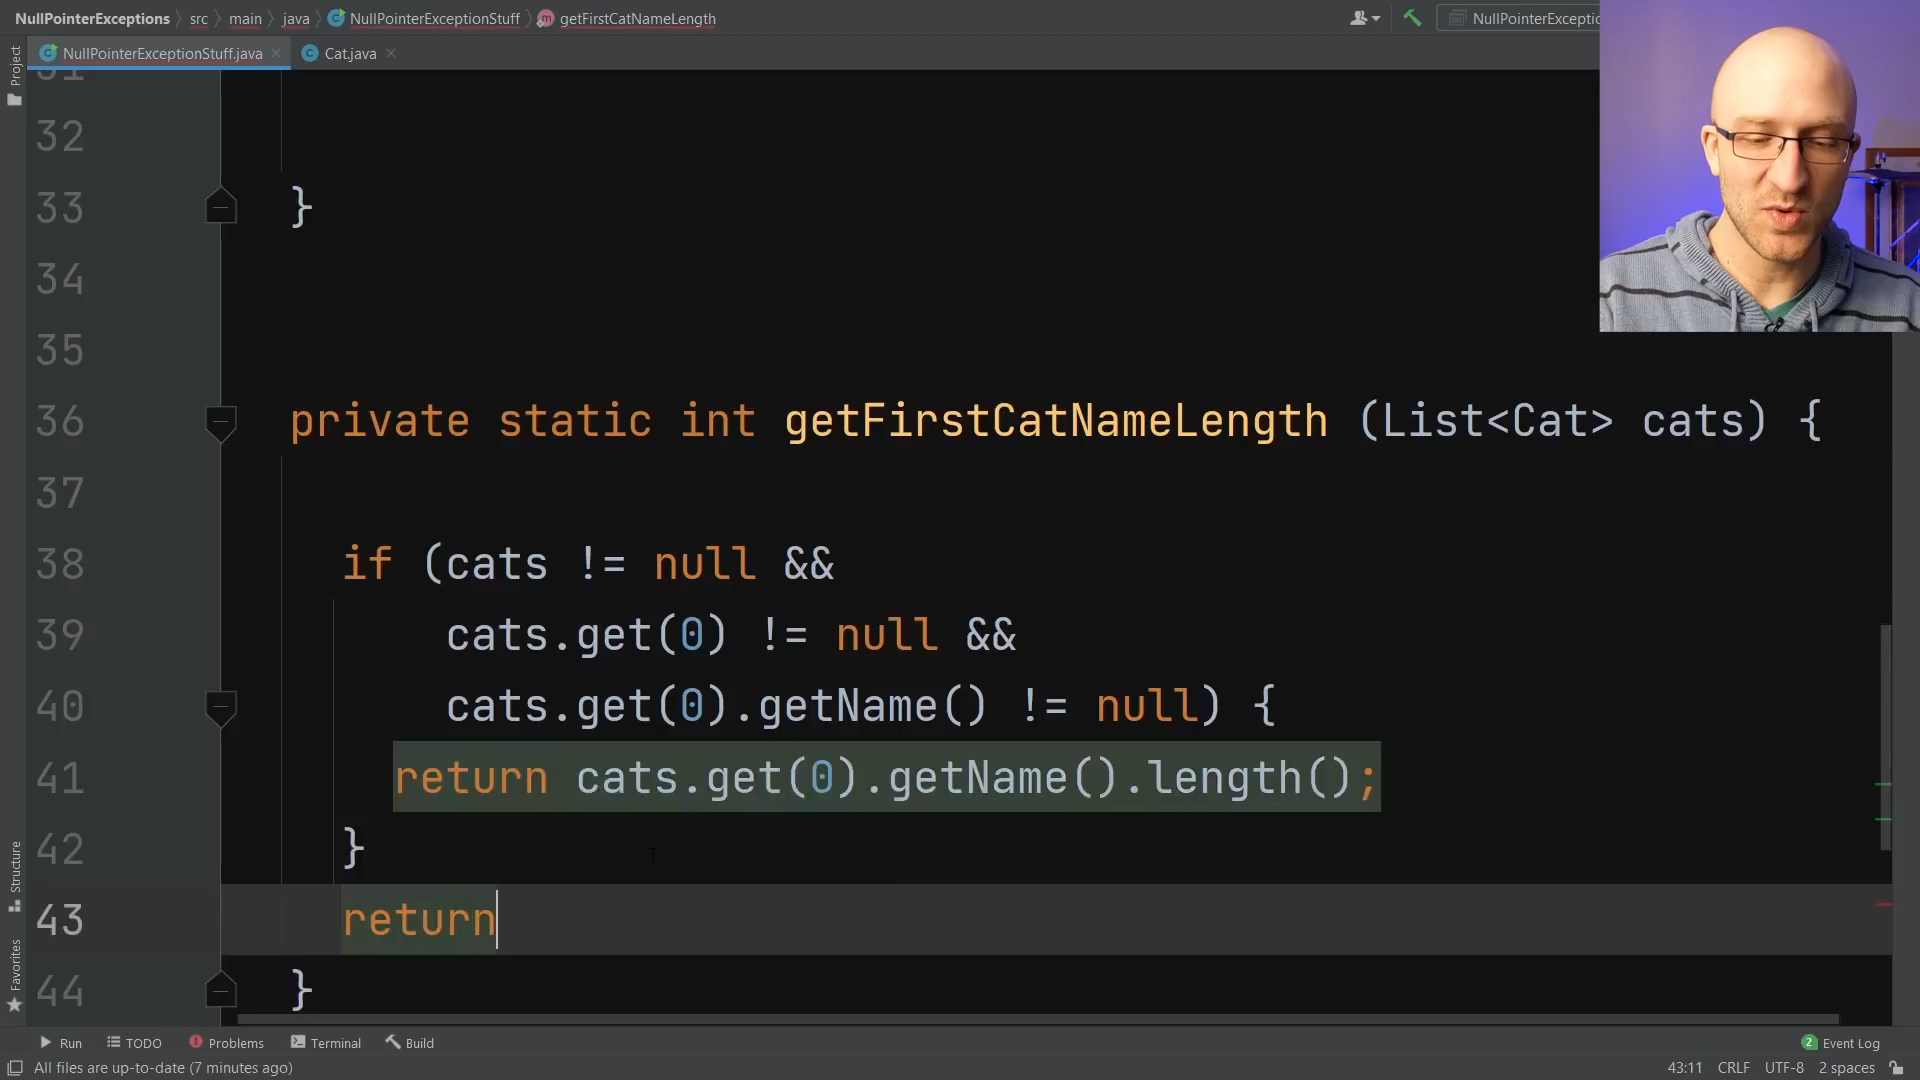 NullPointerExceptions src main java NullPointerExceptionStuff getFirstCatNameLength NullPointerExceptio
NullPointerExceptionStuff.java Cat.java
Project
31
32
33 }
34
35
36 private static int getFirstCatNameLength (List<Cat> cats) {
37
38 if (cats != null &&
39 cats.get(0) != null &&
40 cats.get(0).getName() != null) {
41 return cats.get(0).getName().length();
42 }
43 return
44 }
Structure
Favorites
Run TODO Problems Terminal Build 2 Event Log
All files are up-to-date (7 minutes ago) 43:11 CRLF UTF-8 2 spaces